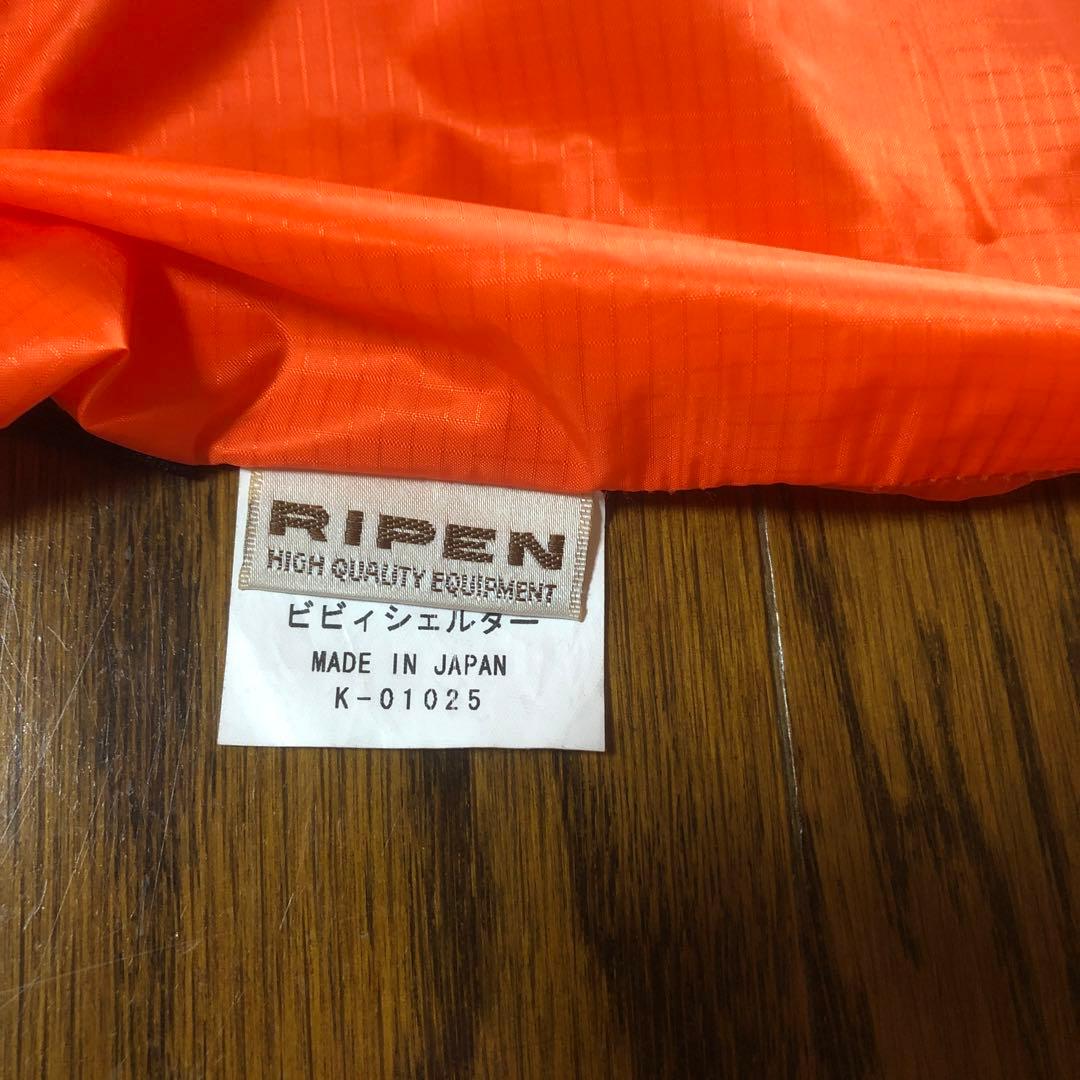 RIPEN
HIGH QUALITY EQUIPMENT
ビビィシェルター
MADE IN JAPAN
K-01025